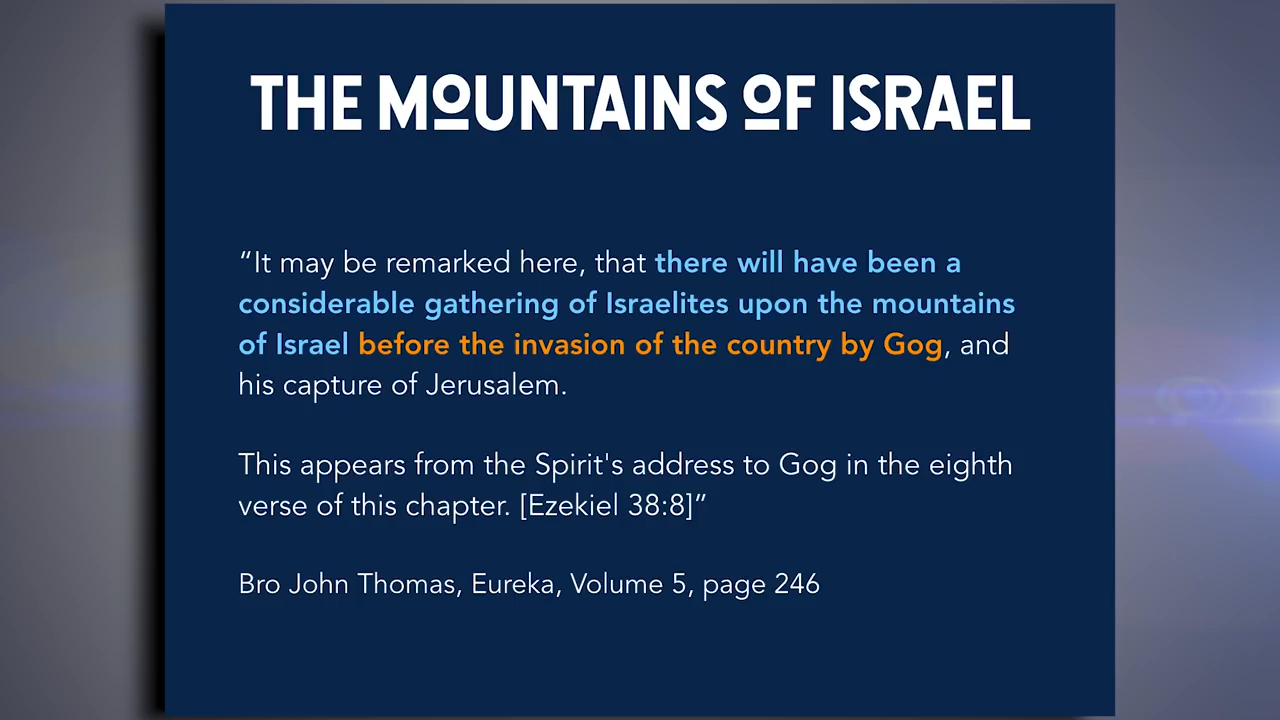 THE MOUNTAINS OF ISRAEL
“It may be remarked here, that there will have been a
considerable gathering of Israelites upon the mountains
of Israel before the invasion of the country by Gog, and
his capture of Jerusalem.
This appears from the Spirit's address to Gog in the eighth
verse of this chapter. [Ezekiel 38:8]”
Bro John Thomas, Eureka, Volume 5, page 246